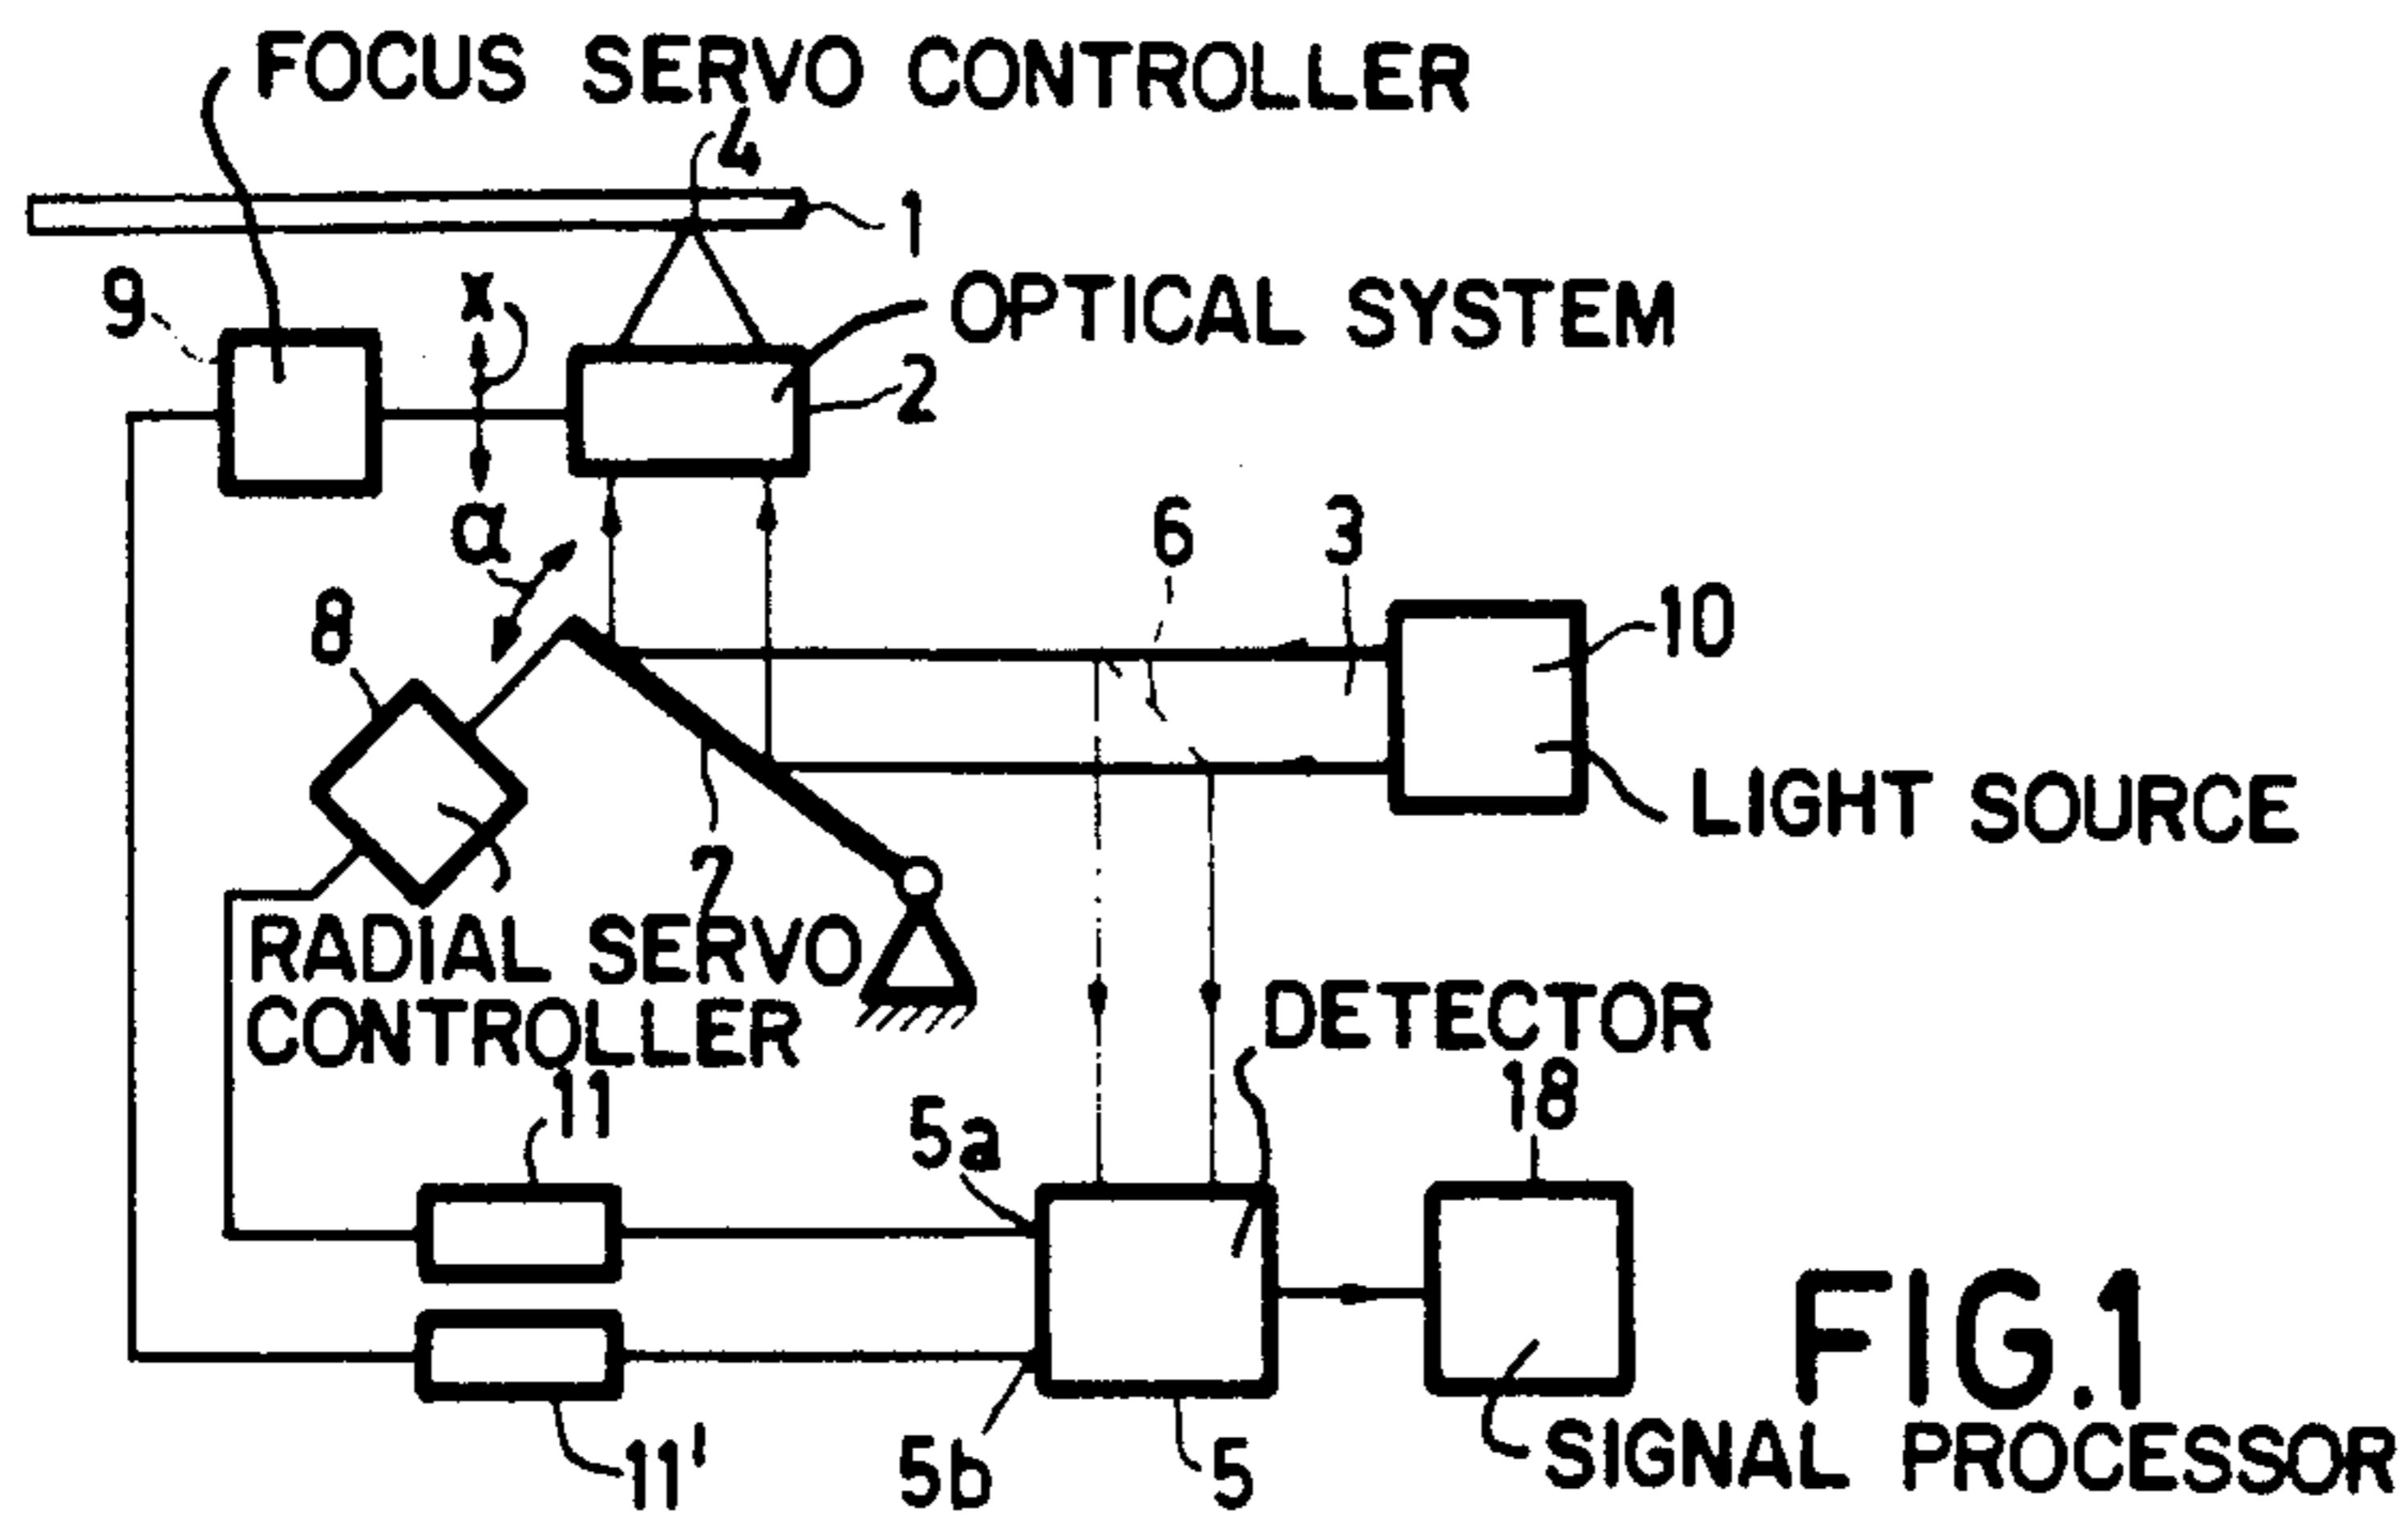 FOCUS SERVO CONTROLLER
4
1
9
x
OPTICAL SYSTEM
2
α
6
3
8
10
LIGHT SOURCE
7
RADIAL SERVO
CONTROLLER
DETECTOR
11
5a
18
FIG.1
11'
5b
5
SIGNAL PROCESSOR